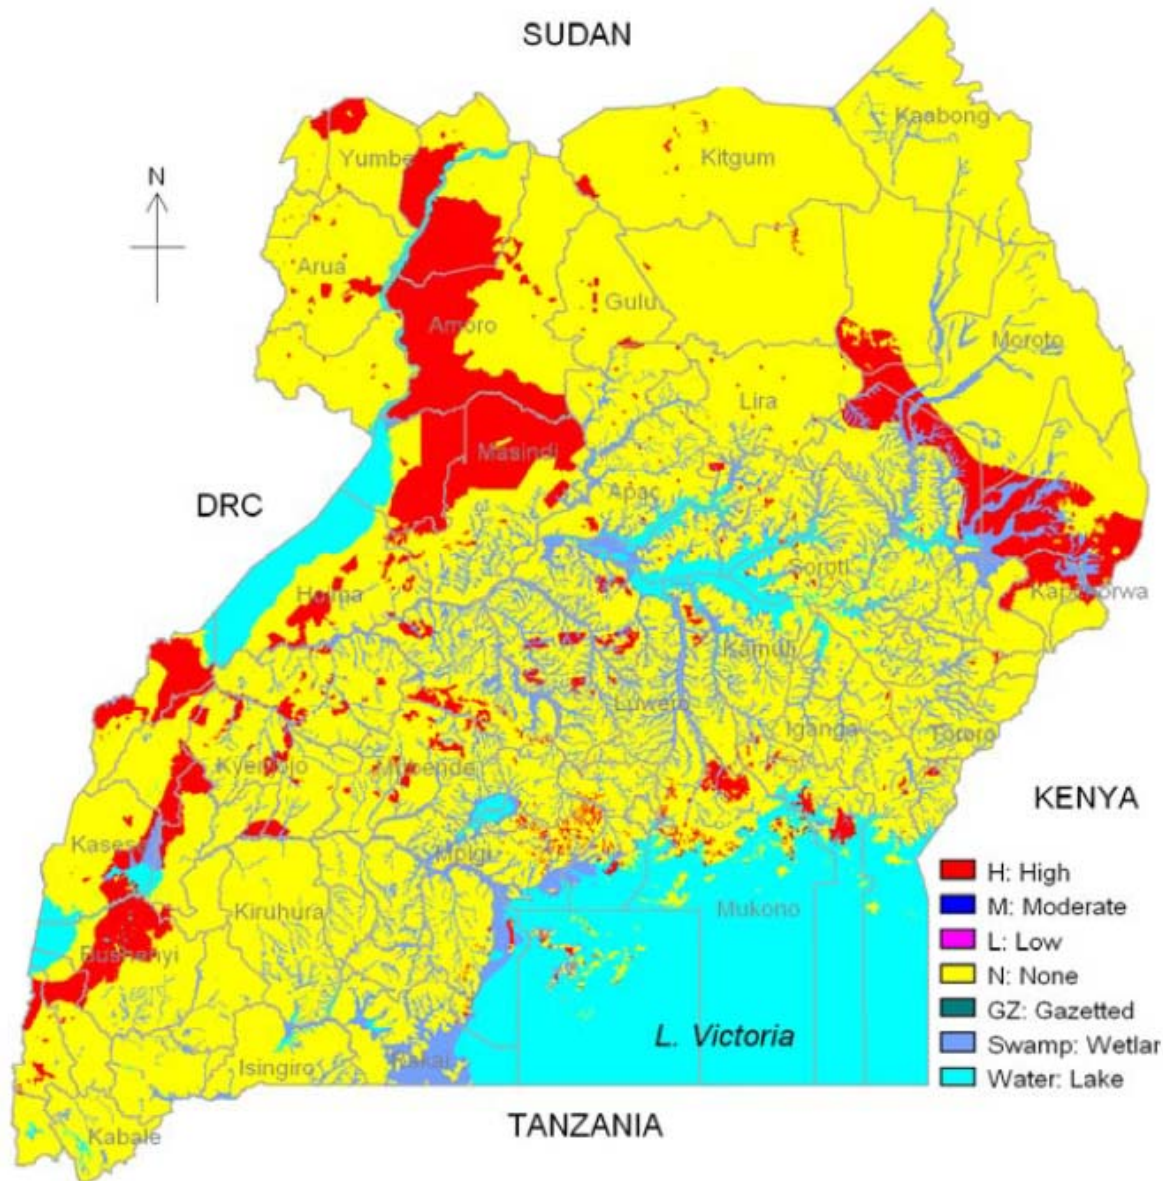 SUDAN
Kaabong
Yumbe
Kitgum
N
Arua
Gulu
Amoro
Moroto
Lira
Masindi
DRC
Apac
Soroti
Hoima
Kapchorwa
Kamuli
Luwero
Iganga
Tororo
Kyenjojo
Mubende
KENYA
Kases
Mpigi
H: High
Kiruhura
Mukono
M: Moderate
Bushenyi
L: Low
N: None
GZ: Gazetted
L. Victoria
Swamp: Wetlar
Rakai
Isingiro
Water: Lake
TANZANIA
Kabale